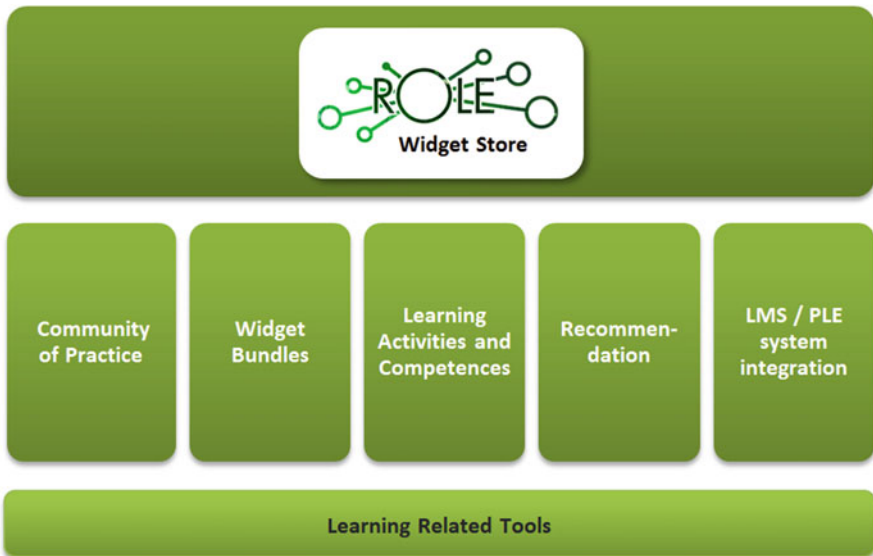 ROLE
Widget Store
Community
of Practice
Widget
Bundles
Learning
Activities and
Competences
Recommen-
dation
LMS / PLE
system
integration
Learning Related Tools